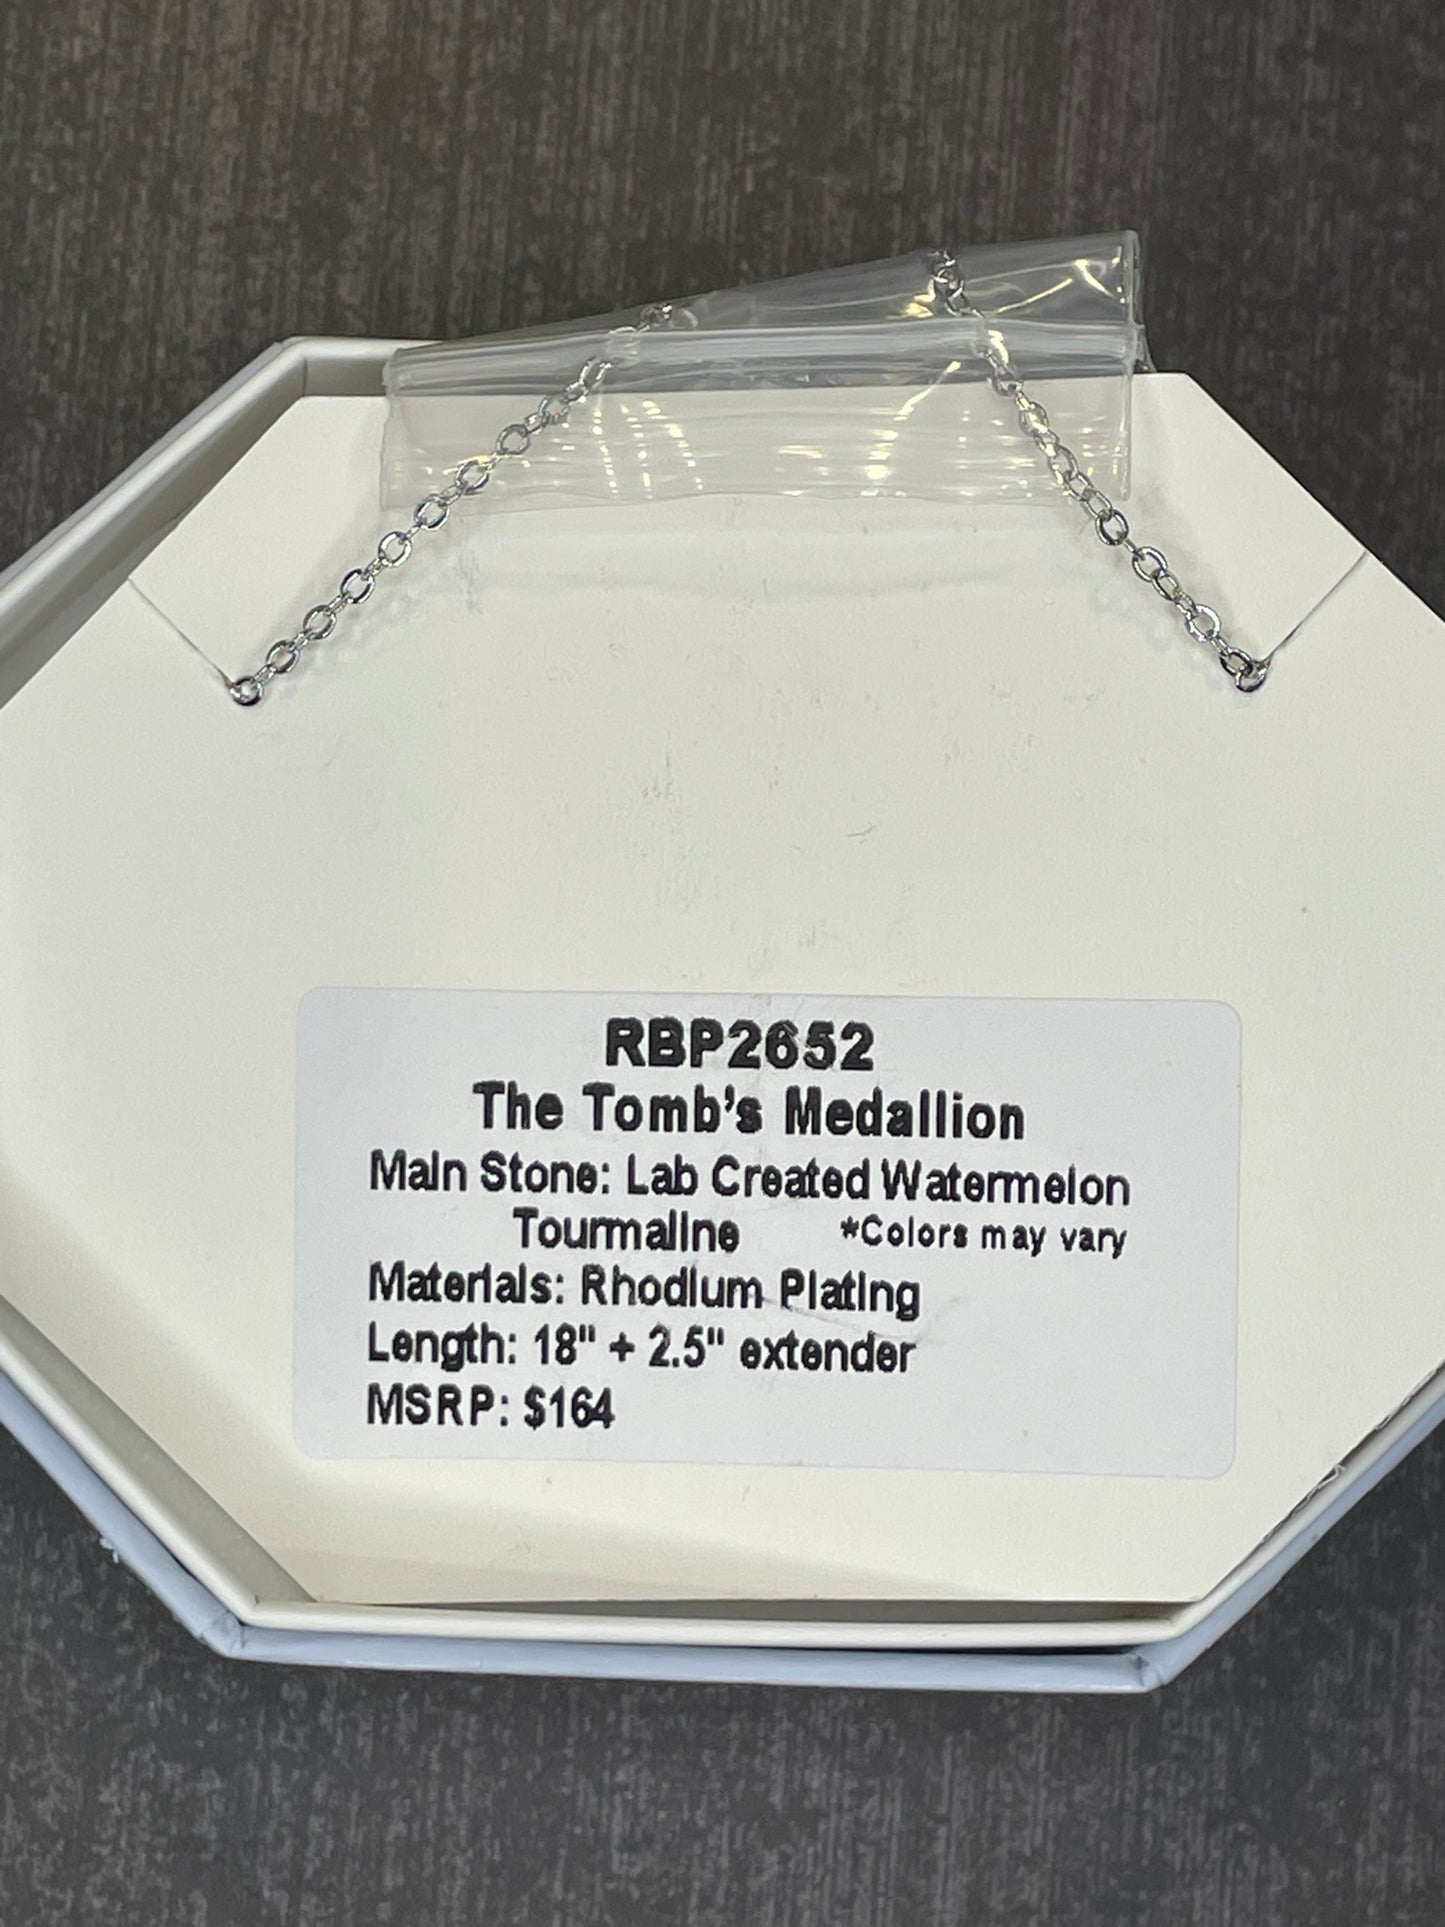 RBP2652
The Tomb's Medallion
Main Stone: Lab Created Watermelon
Tourmaline *Colors may vary
Materials: Rhodium Plating
Length: 18" + 2.5" extender
MSRP: $164